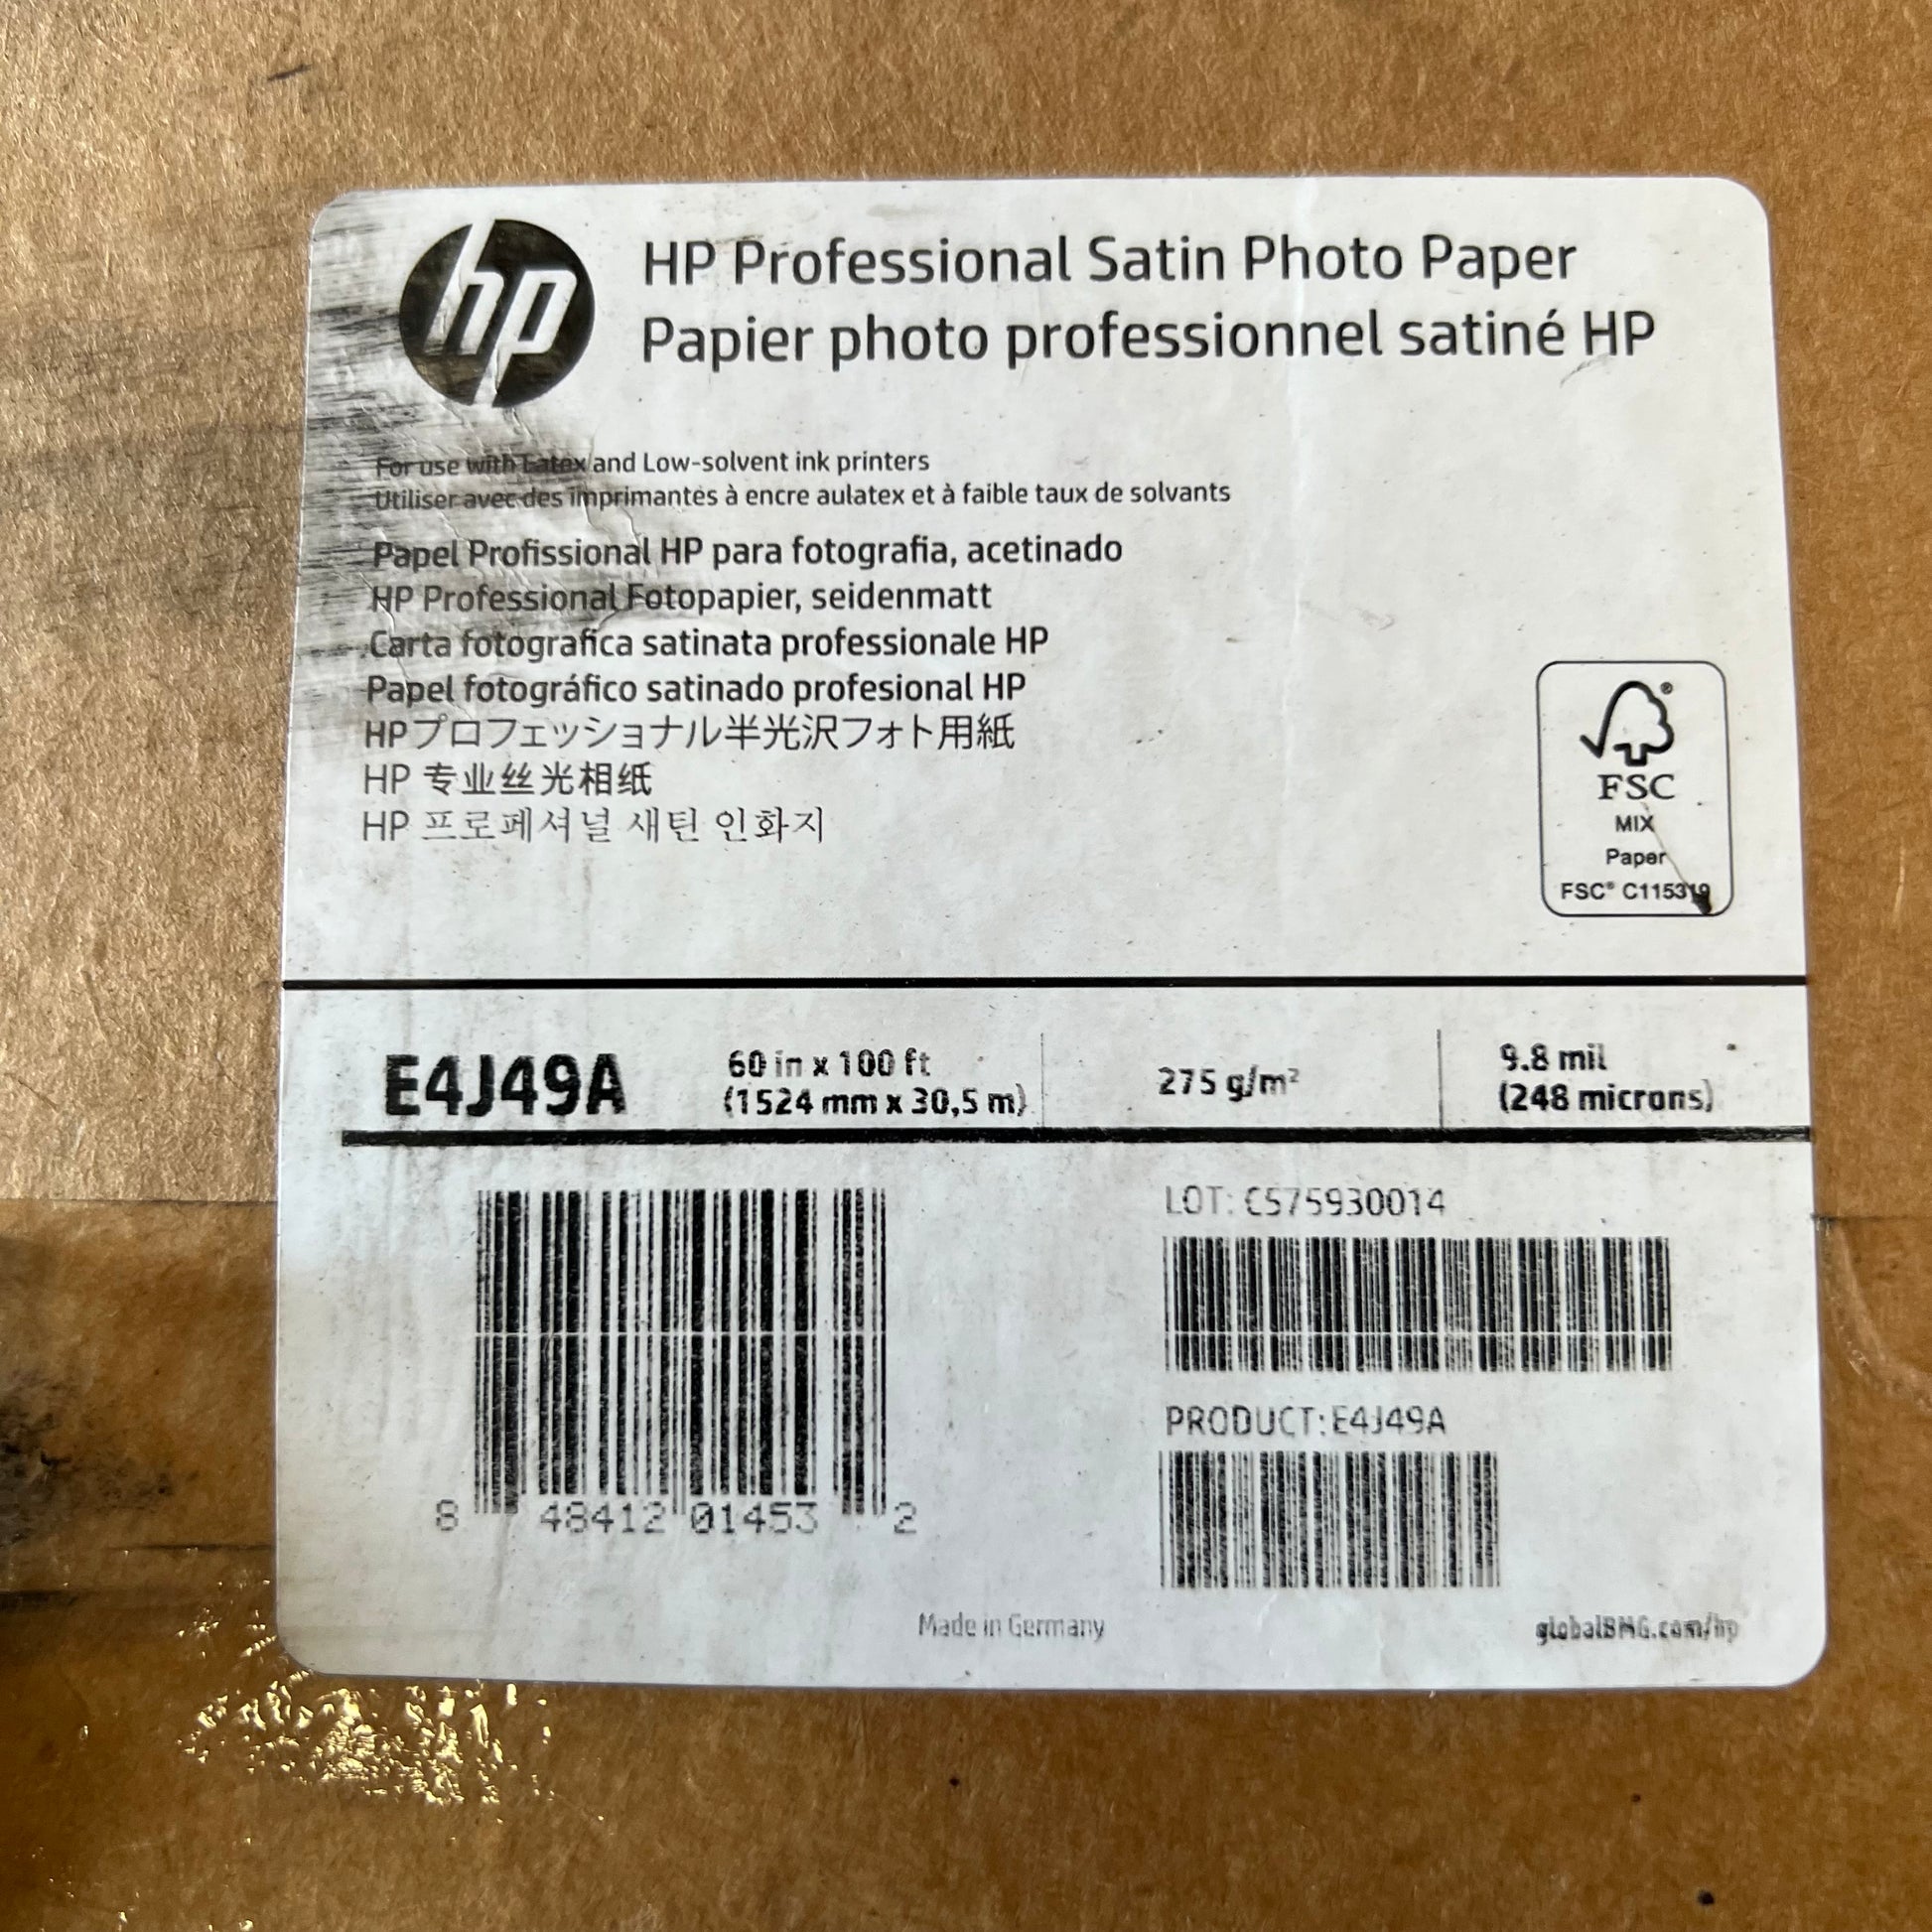 hp
HP Professional Satin Photo Paper
Papier photo professionnel satiné HP
For use with Latex and Low-solvent ink printers
Utiliser avec des imprimantes à encre aulatex et à faible taux de solvants
Papel Profissional HP para fotografia, acetinado
HP Professional Fotopapier, seidenmatt
Carta fotografica satinata professionale HP
Papel fotográfico satinado profesional HP
HPプロフェッショナル半光沢フォト用紙
HP 专业丝光相纸
HP 프로페셔널 새틴 인화지
®
FSC
MIX
Paper
FSC® C115319
E4J49A
60 in x 100 ft
(1524 mm x 30,5 m)
275 g/m²
9.8 mil
(248 microns)
8 48412 01453 2
LOT: C575930014
PRODUCT:E4J49A
Made in Germany
globalBMG.com/hp